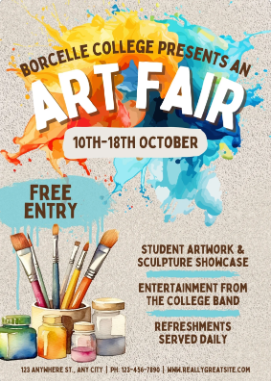 BORCELLE COLLEGE PRESENTS AN
ART FAIR
10TH-18TH OCTOBER
FREE
ENTRY
STUDENT ARTWORK &
SCULPTURE SHOWCASE
ENTERTAINMENT FROM
THE COLLEGE BAND
REFRESHMENTS
SERVED DAILY
123 ANYWHERE ST., ANY CITY | PH: 123-456-7890 | WWW.REALLYGREATSITE.COM